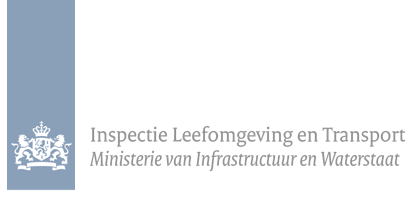 Inspectie Leefomgeving en Transport
Ministerie van Infrastructuur en Waterstaat